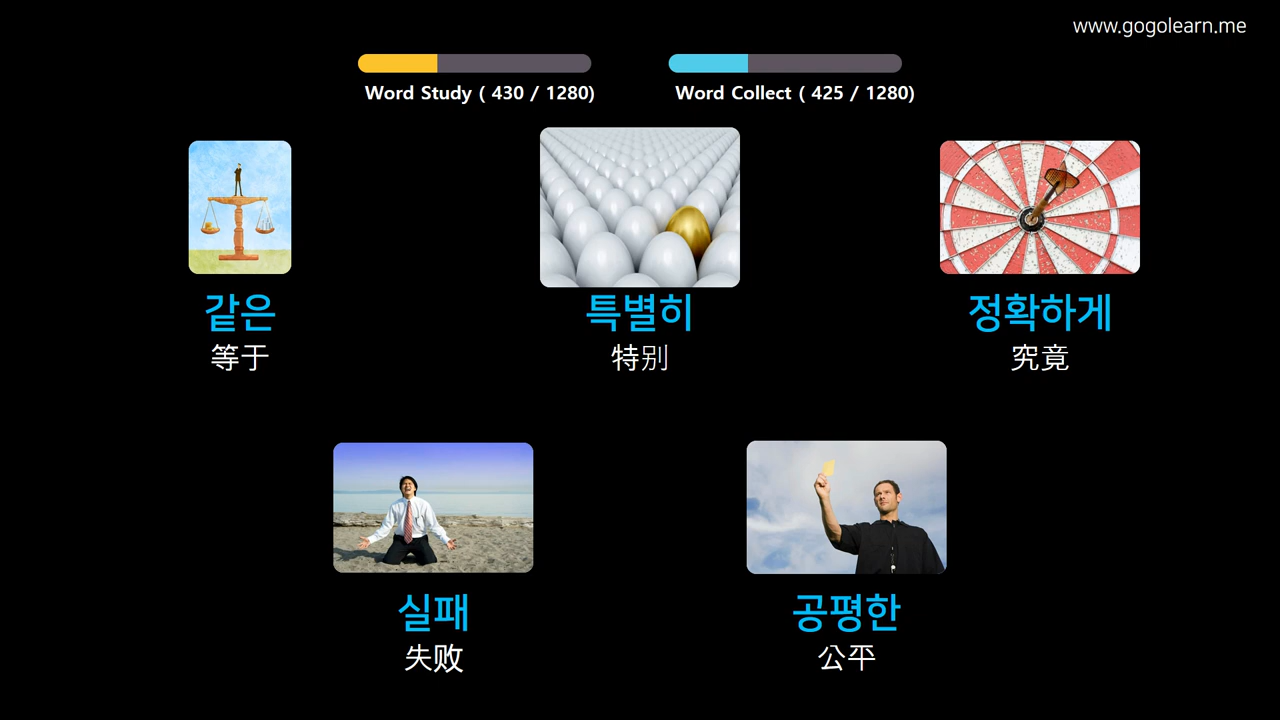 www.gogolearn.me
Word Study ( 430 / 1280)
Word Collect ( 425 / 1280)
같은
等于
특별히
特别
정확하게
究竟
실패
失败
공평한
公平